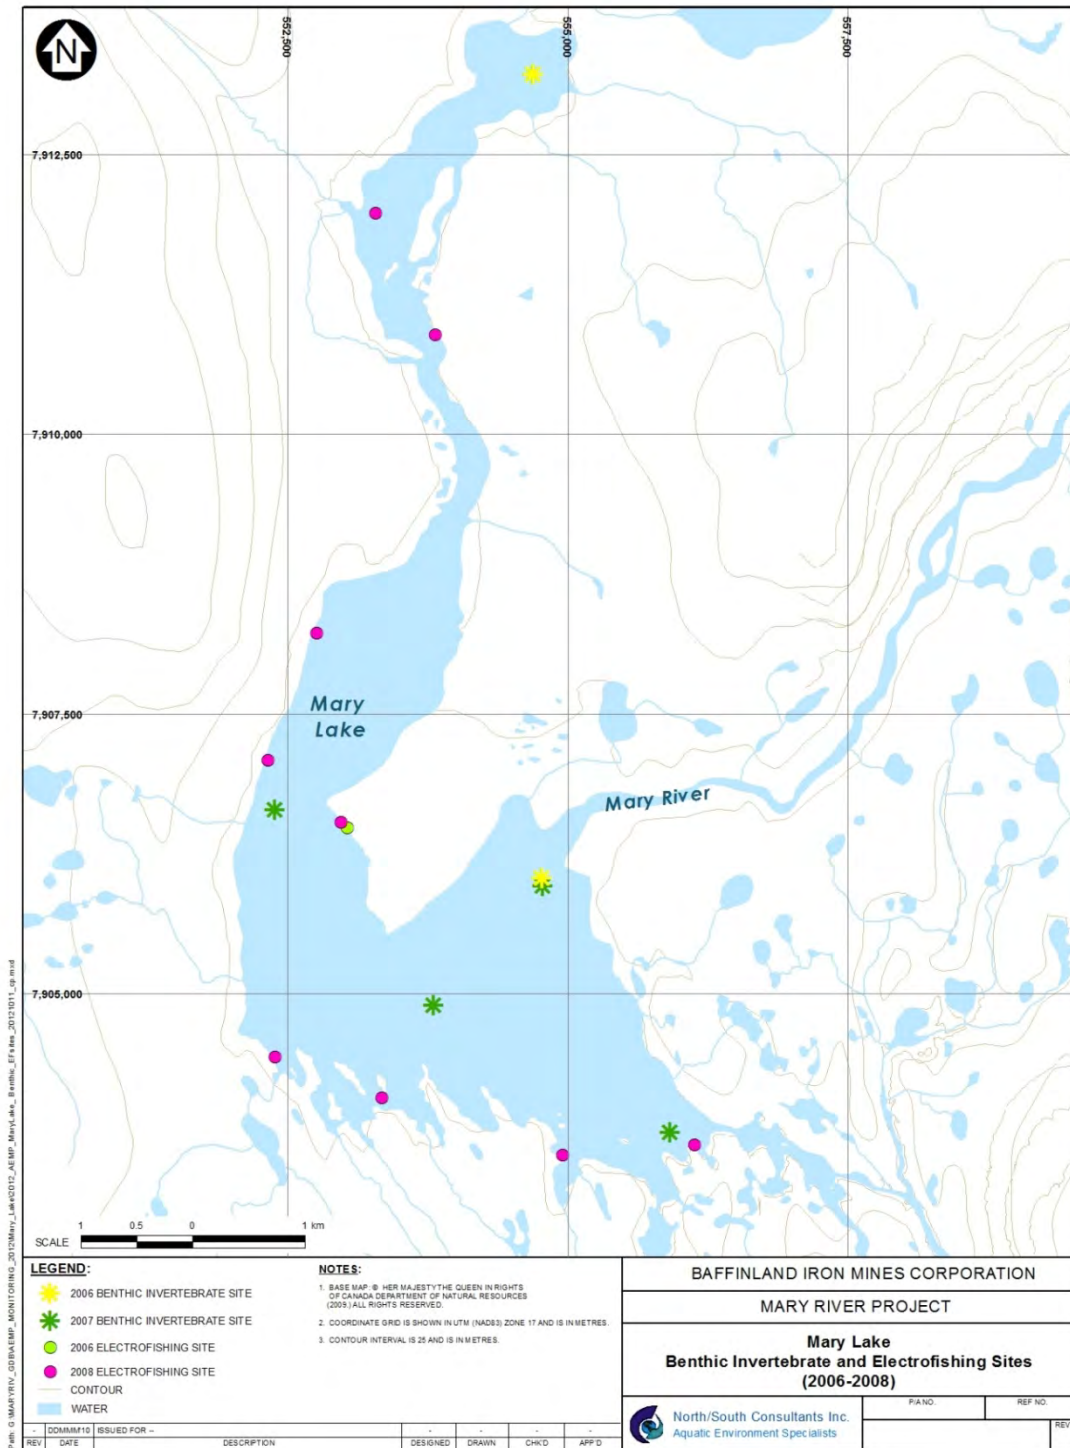 N
552,500
555,000
557,500
7,912,500
7,910,000
7,907,500
7,905,000
Mary
Lake
Mary River
SCALE
1 0.5 0 1 km
LEGEND:
2006 BENTHIC INVERTEBRATE SITE
2007 BENTHIC INVERTEBRATE SITE
2006 ELECTROFISHING SITE
2008 ELECTROFISHING SITE
CONTOUR
WATER
NOTES:
1. BASE MAP: © HER MAJESTY THE QUEEN IN RIGHTS
OF CANADA DEPARTMENT OF NATURAL RESOURCES
(2009.) ALL RIGHTS RESERVED.
2. COORDINATE GRID IS SHOWN IN UTM (NAD83) ZONE 17 AND IS IN METRES.
3. CONTOUR INTERVAL IS 25 AND IS IN METRES.
BAFFINLAND IRON MINES CORPORATION
MARY RIVER PROJECT
Mary Lake
Benthic Invertebrate and Electrofishing Sites
(2006-2008)
North/South Consultants Inc.
Aquatic Environment Specialists
P/A NO.
REF NO.
REV
- DDMMM'10 ISSUED FOR -- - - - -
REV DATE DESCRIPTION DESIGNED DRAWN CHK'D APP'D